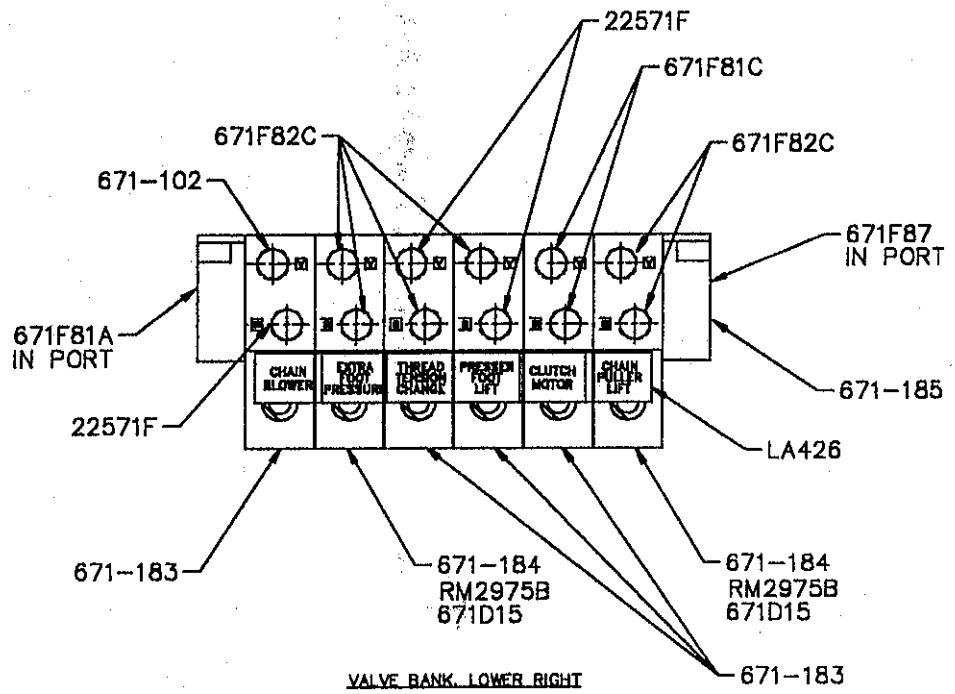 22571F
671F81C
671F82C
671F82C
671-102
671F87
IN PORT
671F81A
IN PORT
CHAIN
BLOWER
EXTRA
FOOT
PRESSURE
THREAD
TENSION
CHANGE
PRESSER
FOOT
LIFT
CLUTCH
MOTOR
CHAIN
PULLER
LIFT
671-185
22571F
LA426
671-183
671-184
RM2975B
671D15
671-184
RM2975B
671D15
671-183
VALVE BANK, LOWER RIGHT